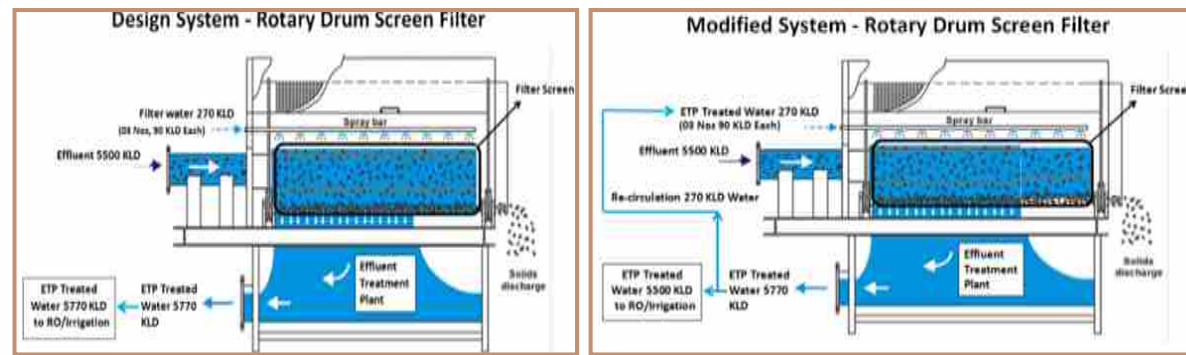 Design System - Rotary Drum Screen Filter
Filter Screen
Filter water 270 KLD
(03 Nos, 90 KLD Each)
Spray bar
Effluent 5500 KLD
Solids
discharge
Effluent
Treatment
Plant
ETP Treated
Water 5770 KLD
to RO/Irrigation
ETP Treated
Water 5770
KLD
Modified System - Rotary Drum Screen Filter
Filter Scree
ETP Treated Water 270 KLD
(03 Nos 90 KLD Each)
Spray bar
Effluent 5500 KLD
Re-circulation 270 KLD Water
Solids
discharge
Effluent
Treatment
Plant
ETP Treated
Water 5500 KLD
to RO/Irrigation
ETP Treated
Water 5770
KLD